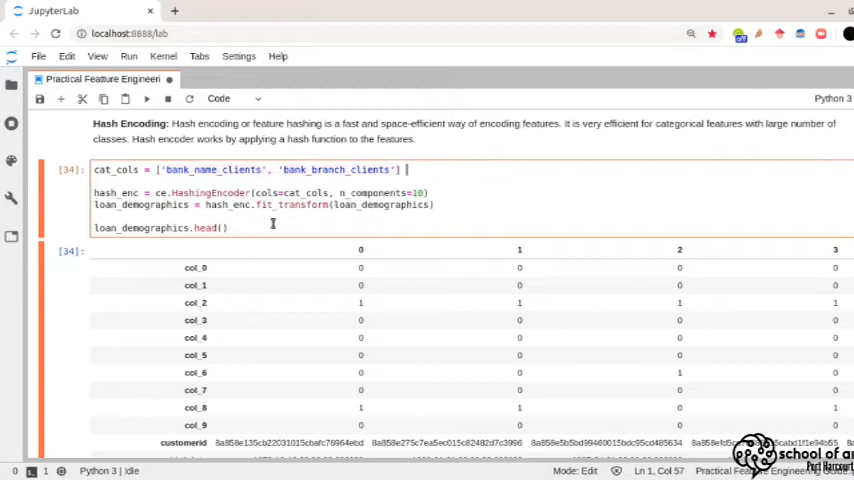 JupyterLab
localhost:8888/lab
File Edit View Run Kernel Tabs Settings Help
Practical Featture Engineeri
Code
Python 3
Hash Encoding: Hash encoding or feature hashing is a fast and space-efficient way of encoding features. It is very efficient for categorical features with large number of
classes. Hash encoder works by applying a hash function to the features.
[34]: cat_cols = ['bank_name_clients', 'bank_branch_clients']
hash_enc = ce.HashingEncoder(cols=cat_cols, n_components=10)
loan_demographics = hash_enc.fit_transform(loan_demographics)
loan_demographics.head()
[34]: 0 1 2 3
col_0 0 0 0 0
col_1 0 0 0 0
col_2 1 1 1 1
col_3 0 0 0 0
col_4 0 0 0 0
col_5 0 0 0 0
col_6 0 0 1 0
col_7 0 0 0 0
col_8 1 1 0 1
col_9 0 0 0 0
customerid 8a858e135cb22031015cbafc76964ebd 8a858e275c7ea5ec015c82482d7c3996 8a858e5b5bd99460015bdc95cd485634
school of a
Port Harcourt
0 1 Python 3 | Idle Mode: Edit Ln 1, Col 57 Practical Featture Engineering Guide